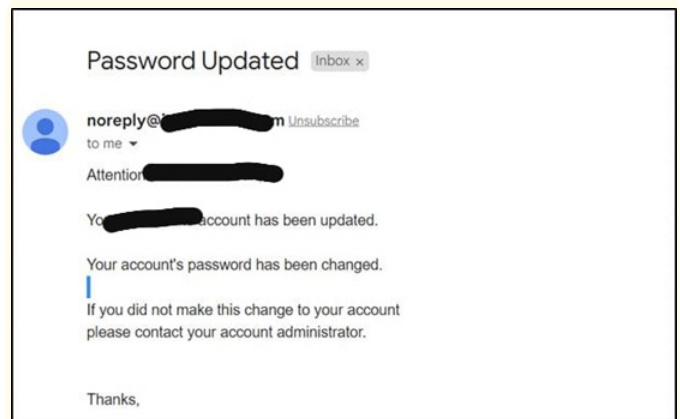 Password Updated Inbox x
noreply@ m Unsubscribe
to me
Attention
Yo account has been updated.
Your account's password has been changed.
If you did not make this change to your account
please contact your account administrator.
Thanks,